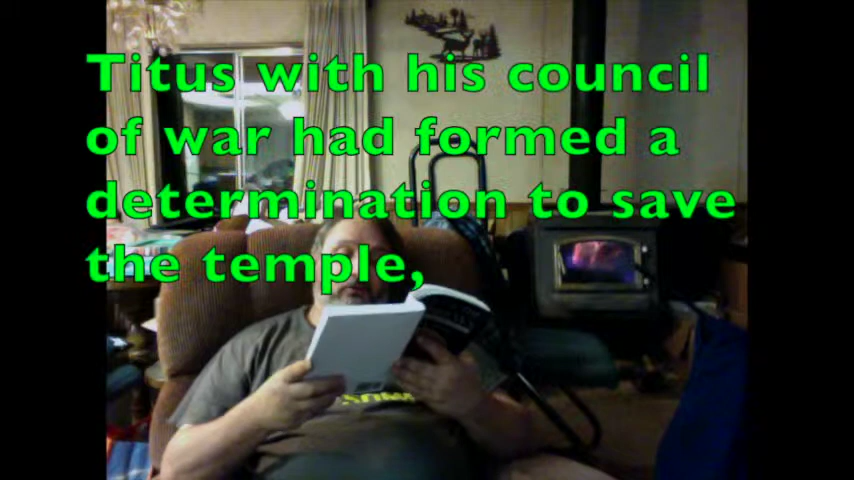 Titus with his council
of war had formed a
determination to save
the temple,